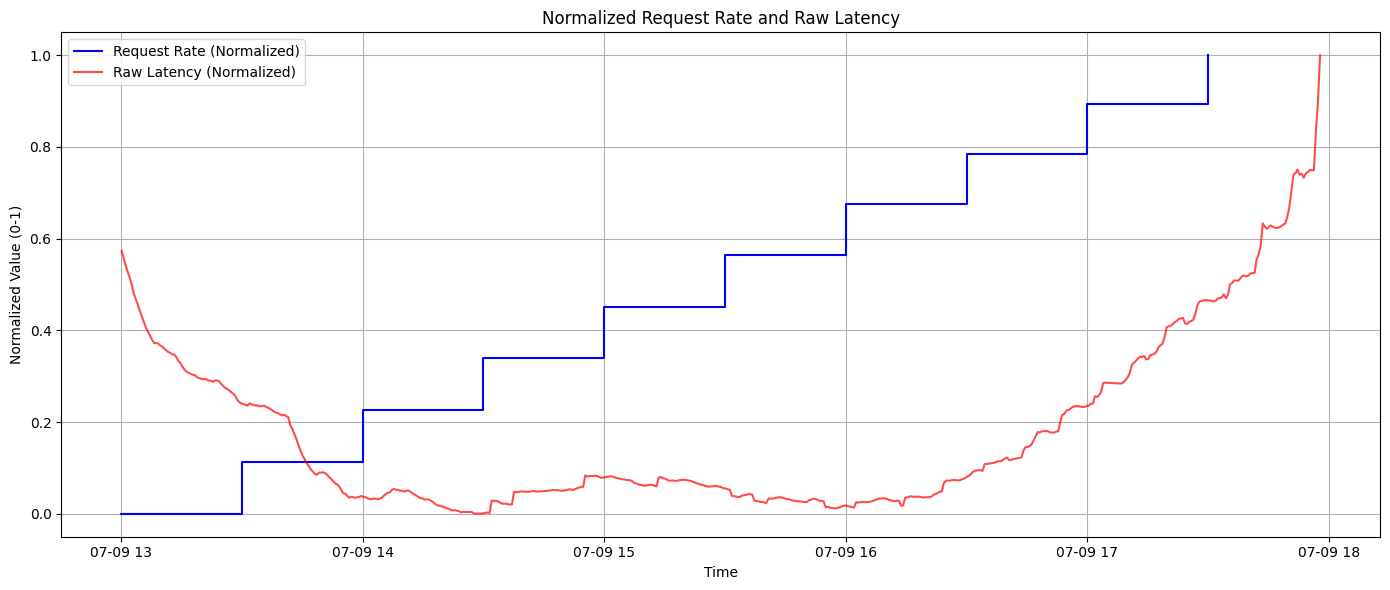 Normalized Request Rate and Raw Latency
Request Rate (Normalized)
Raw Latency (Normalized)
Normalized Value (0-1)
1.0
0.8
0.6
0.4
0.2
0.0
07-09 13
07-09 14
07-09 15
07-09 16
07-09 17
07-09 18
Time